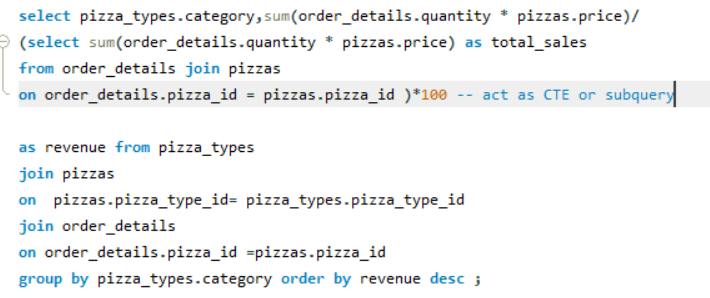 select pizza_types.category,sum(order_details.quantity * pizzas.price)/
(select sum(order_details.quantity * pizzas.price) as total_sales
from order_details join pizzas
on order_details.pizza_id = pizzas.pizza_id )*100 -- act as CTE or subquery
as revenue from pizza_types
join pizzas
on  pizzas.pizza_type_id= pizza_types.pizza_type_id
join order_details
on order_details.pizza_id =pizzas.pizza_id
group by pizza_types.category order by revenue desc ;